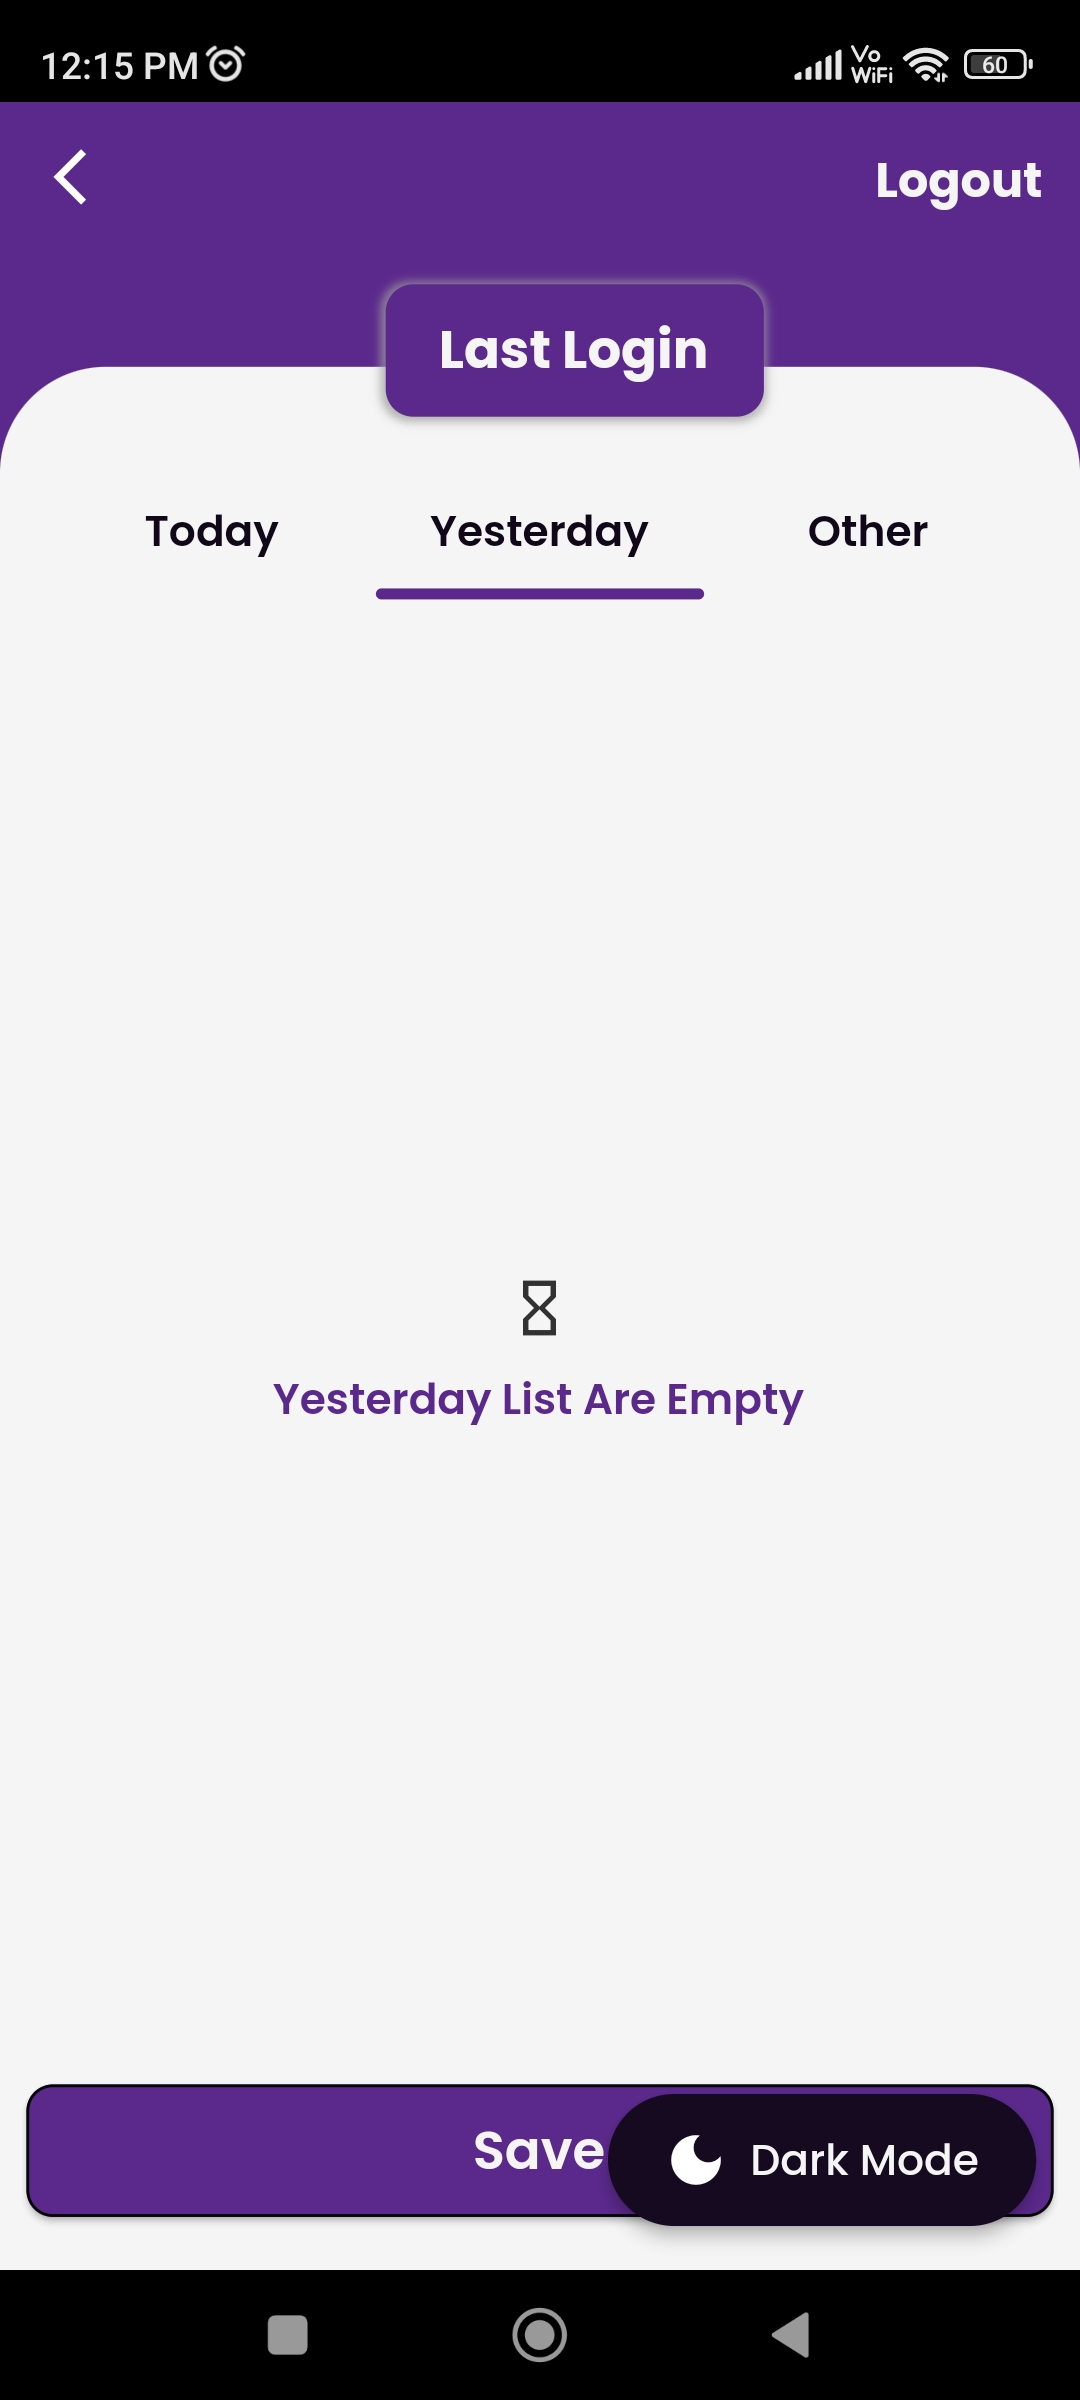 12:15 PM
Vo
WiFi
60
Logout
Last Login
Today
Yesterday
Other
Yesterday List Are Empty
Save
Dark Mode